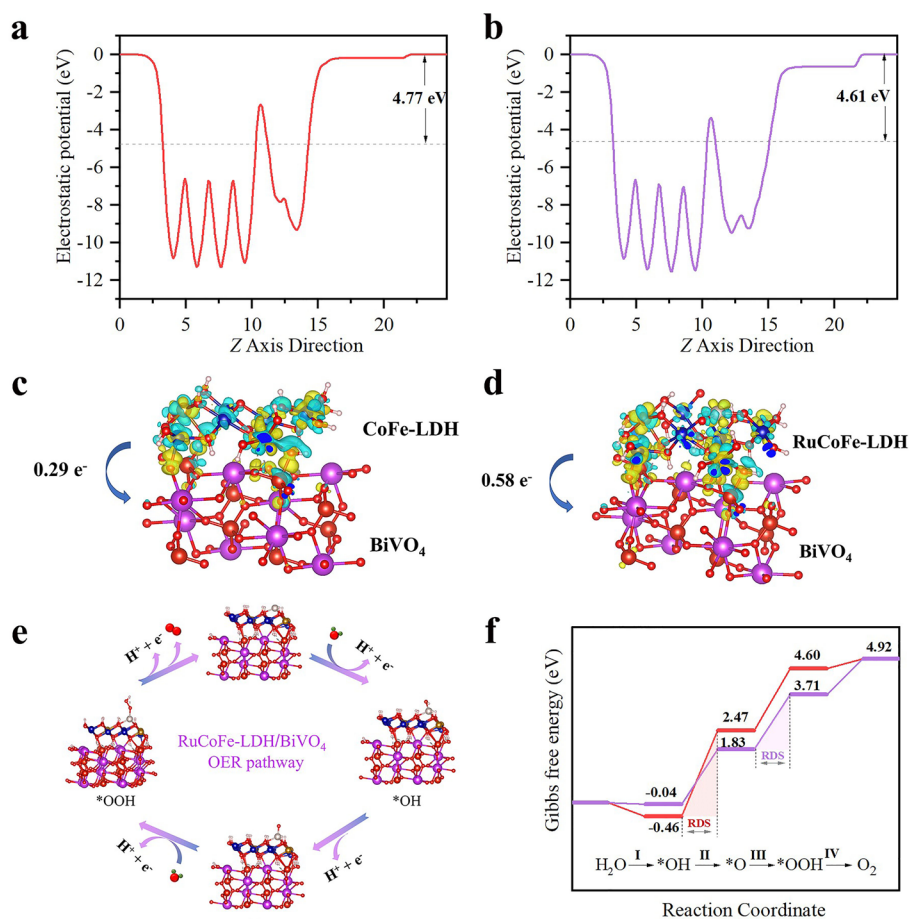 a
0
-2
-4
-6
-8
-10
-12
Electrostatic potential (eV)
4.77 eV
0 5 10 15 20
Z Axis Direction
b
0
-2
-4
-6
-8
-10
-12
Electrostatic potential (eV)
4.61 eV
0 5 10 15 20
Z Axis Direction
c
CoFe-LDH
0.29 e-
BiVO4
d
RuCoFe-LDH
0.58 e-
BiVO4
e
H+ + e-
H+ + e-
RuCoFe-LDH/BiVO4
OER pathway
*OOH
*OH
H+ + e-
H+ + e-
f
Gibbs free energy (eV)
4.60
4.92
3.71
2.47
1.83
RDS
-0.04
-0.46
RDS
H2O I→ *OH II→ *O III→ *OOH IV→ O2
Reaction Coordinate